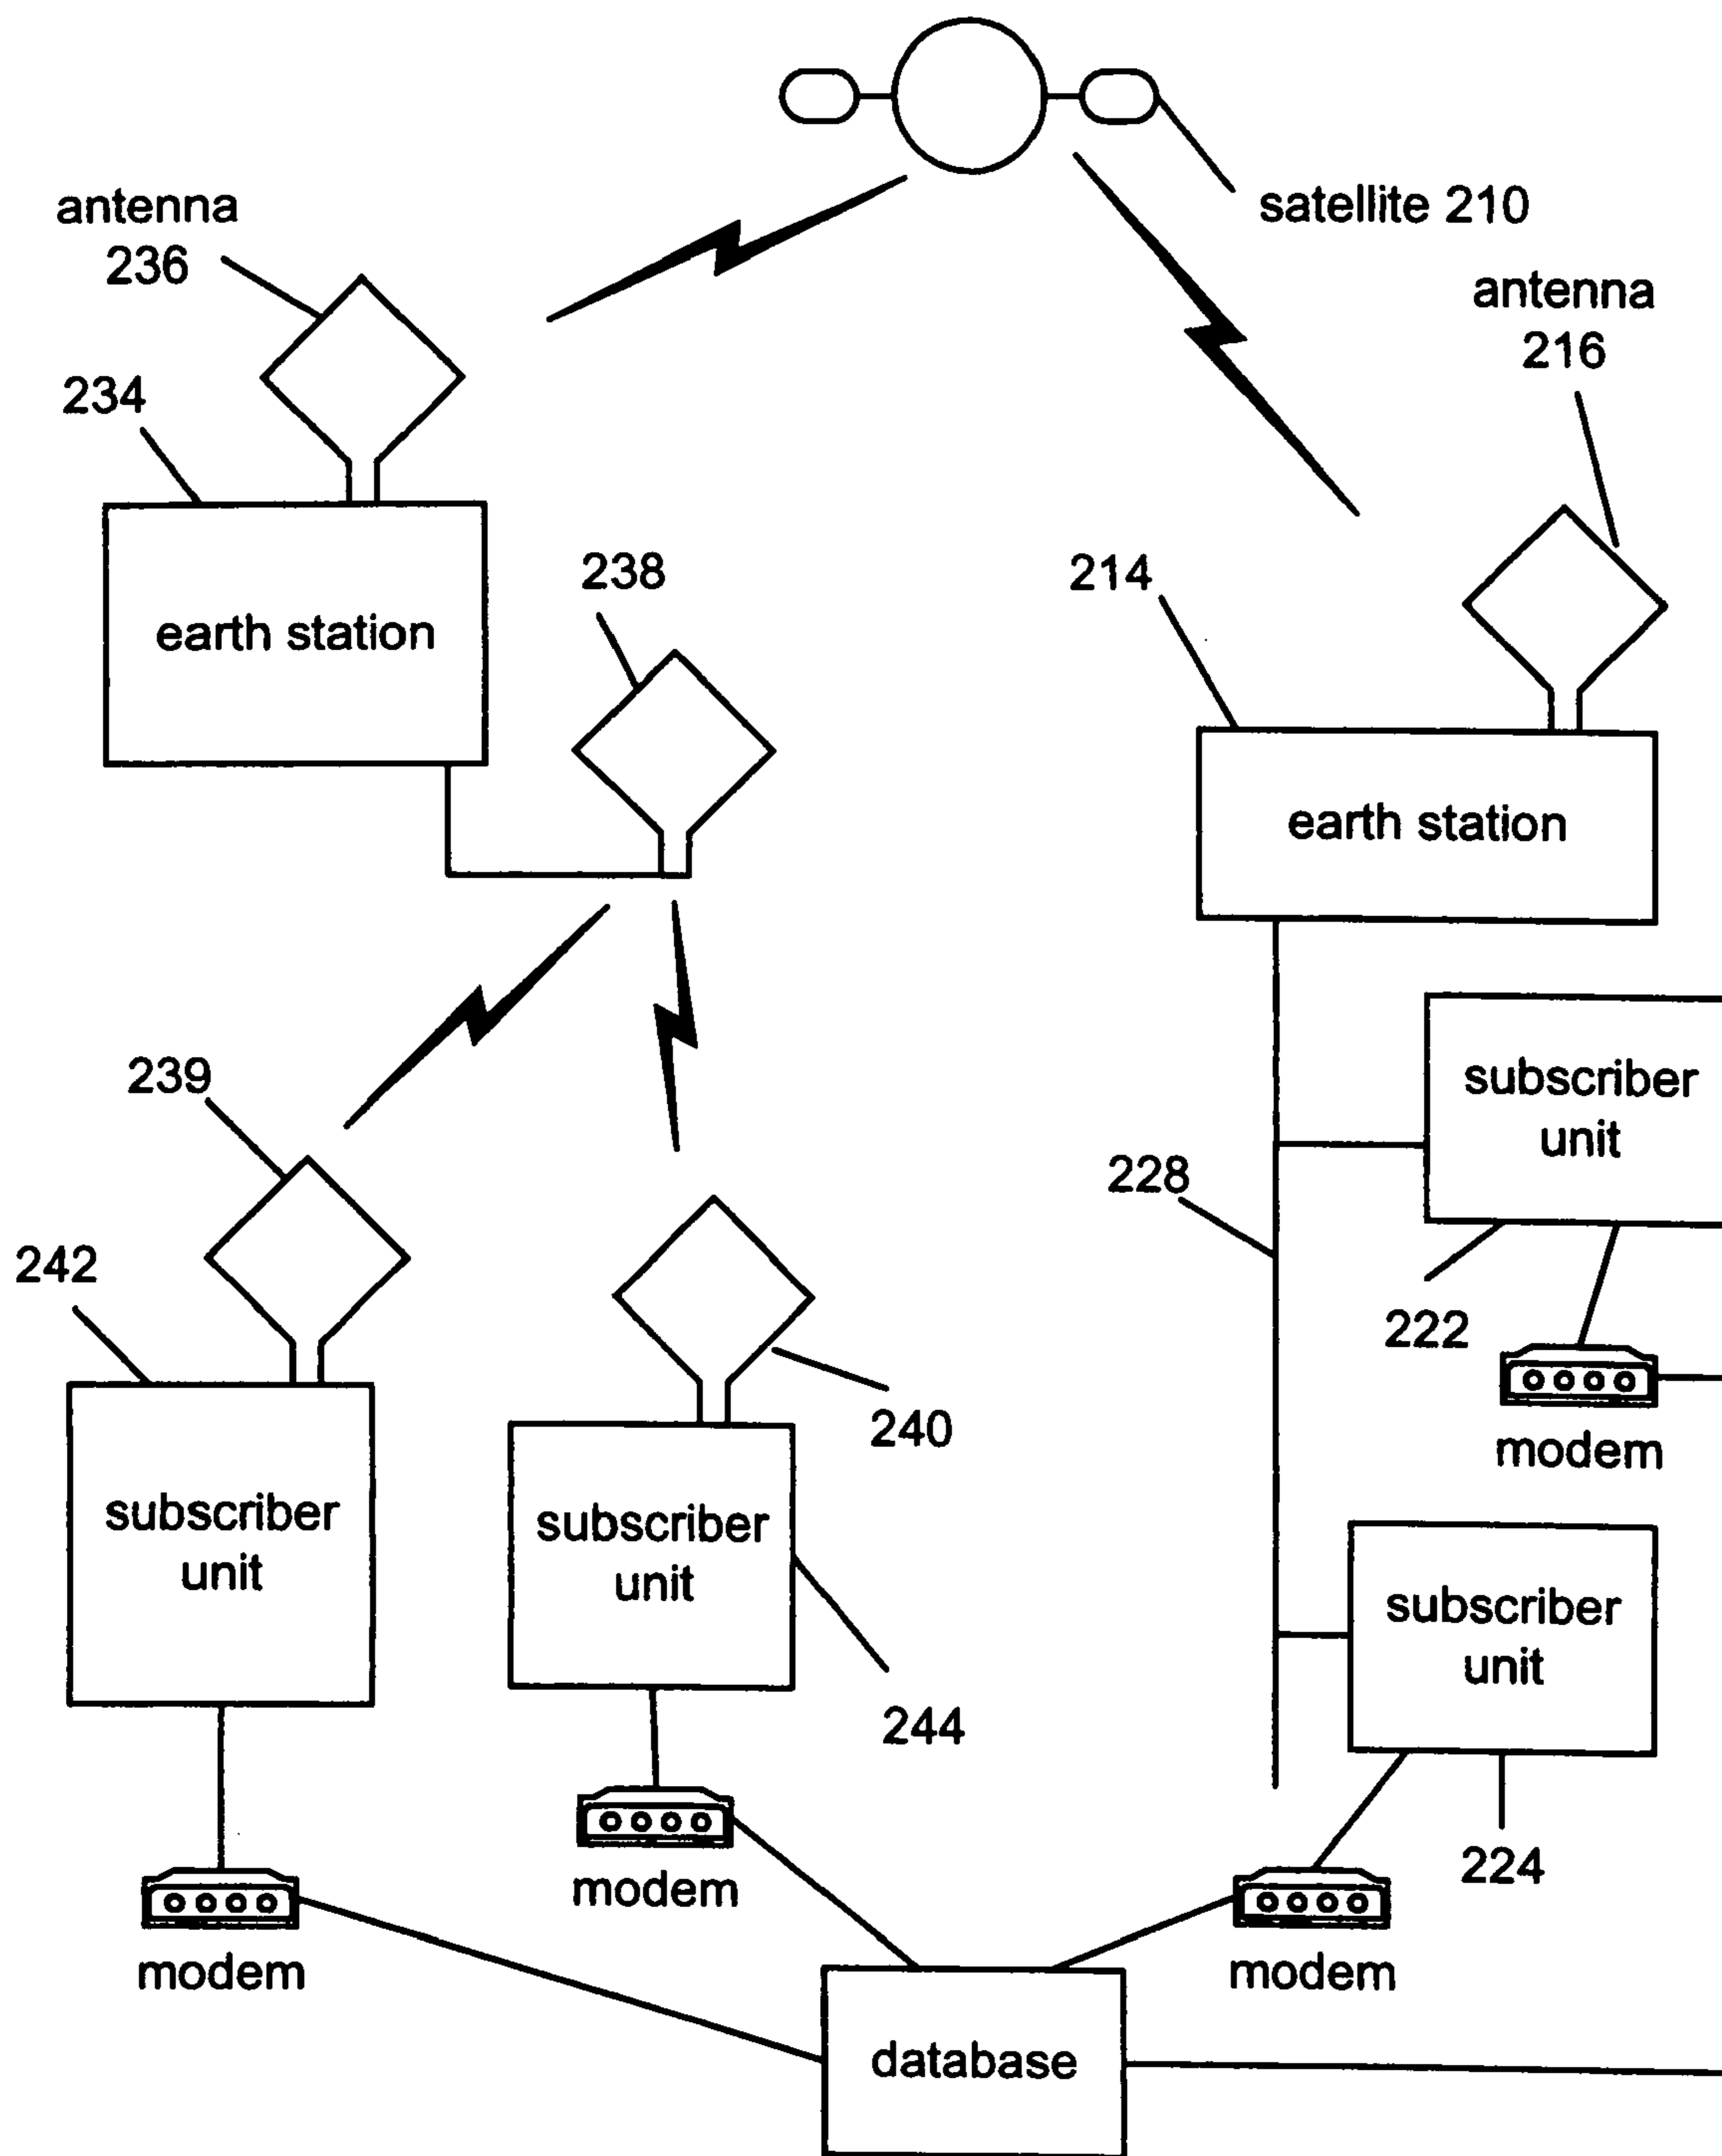 satellite 210
antenna
236
antenna
216
234
earth station
238
214
earth station
239
228
subscriber
unit
222
modem
242
240
subscriber
unit
subscriber
unit
244
subscriber
unit
224
modem
modem
modem
database